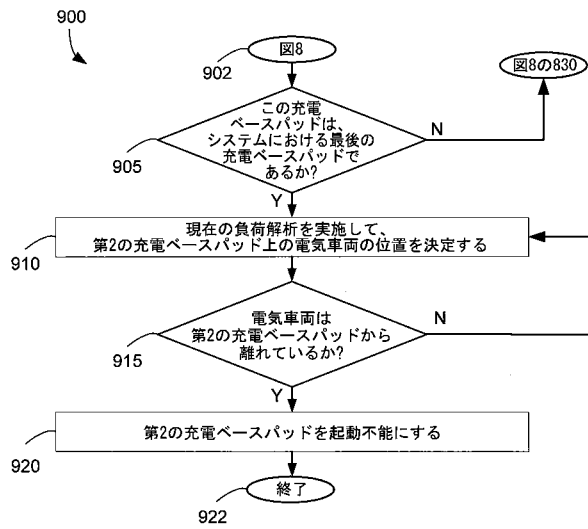 900
902
図8
図8の830
この充電
ベースパッドは、
システムにおける最後の
充電ベースパッドで
あるか?
905
N
Y
現在の負荷解析を実施して、
第2の充電ベースパッド上の電気車両の位置を決定する
910
電気車両は
第2の充電ベースパッドから
離れているか?
915
N
Y
第2の充電ベースパッドを起動不能にする
920
終了
922